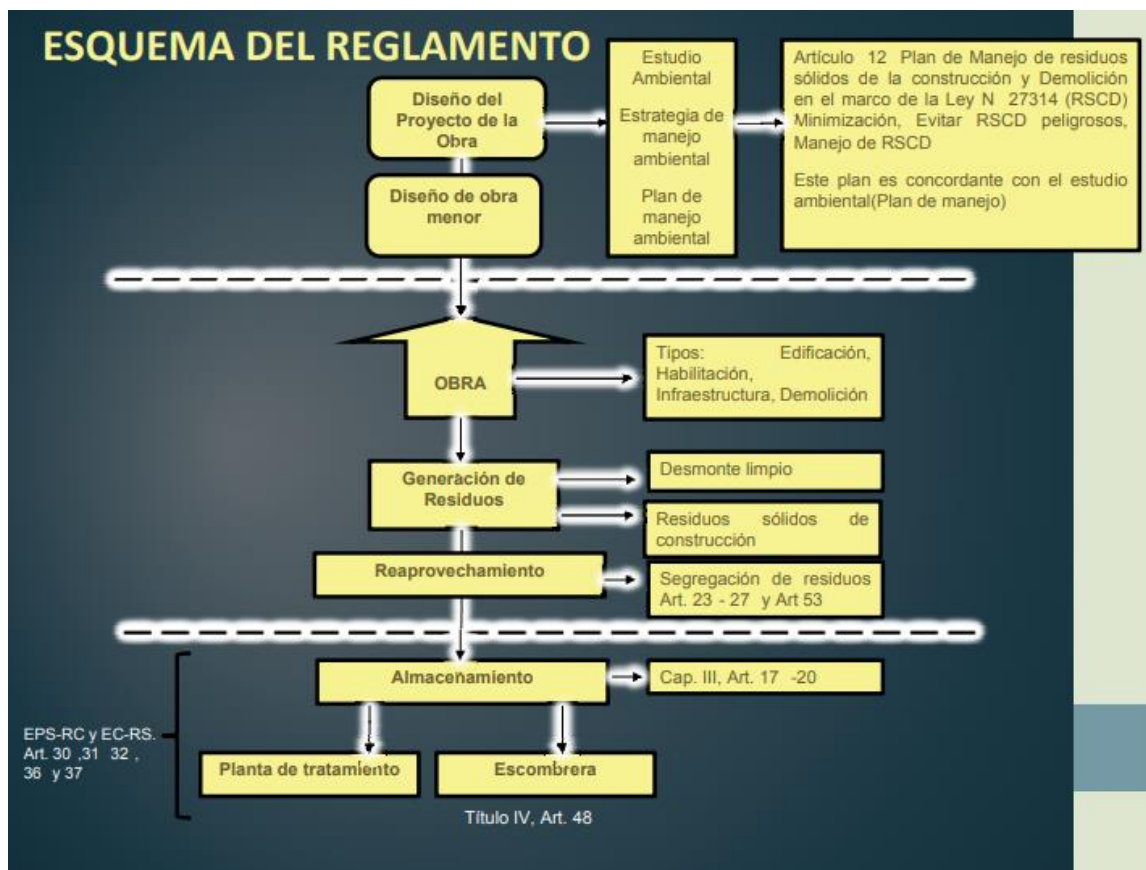 ESQUEMA DEL REGLAMENTO
Diseño del
Proyecto de la
Obra
Diseño de obra
menor
Estudio
Ambiental
Estrategia de
manejo
ambiental
Plan de
manejo
ambiental
Artículo 12 Plan de Manejo de residuos
sólidos de la construcción y Demolición
en el marco de la Ley N 27314 (RSCD)
Minimización, Evitar RSCD peligrosos,
Manejo de RSCD
Este plan es concordante con el estudio
ambiental(Plan de manejo)
OBRA
Tipos: Edificación,
Habilitación,
Infraestructura, Demolición
Generación de
Residuos
Desmonte limpio
Residuos sólidos de
construcción
Reaprovechamiento
Segregación de residuos
Art. 23 - 27 y Art 53
Almacenamiento
Cap. III, Art. 17 -20
EPS-RC y EC-RS.
Art. 30 ,31 32 ,
36 y 37
Planta de tratamiento
Escombrera
Título IV, Art. 48